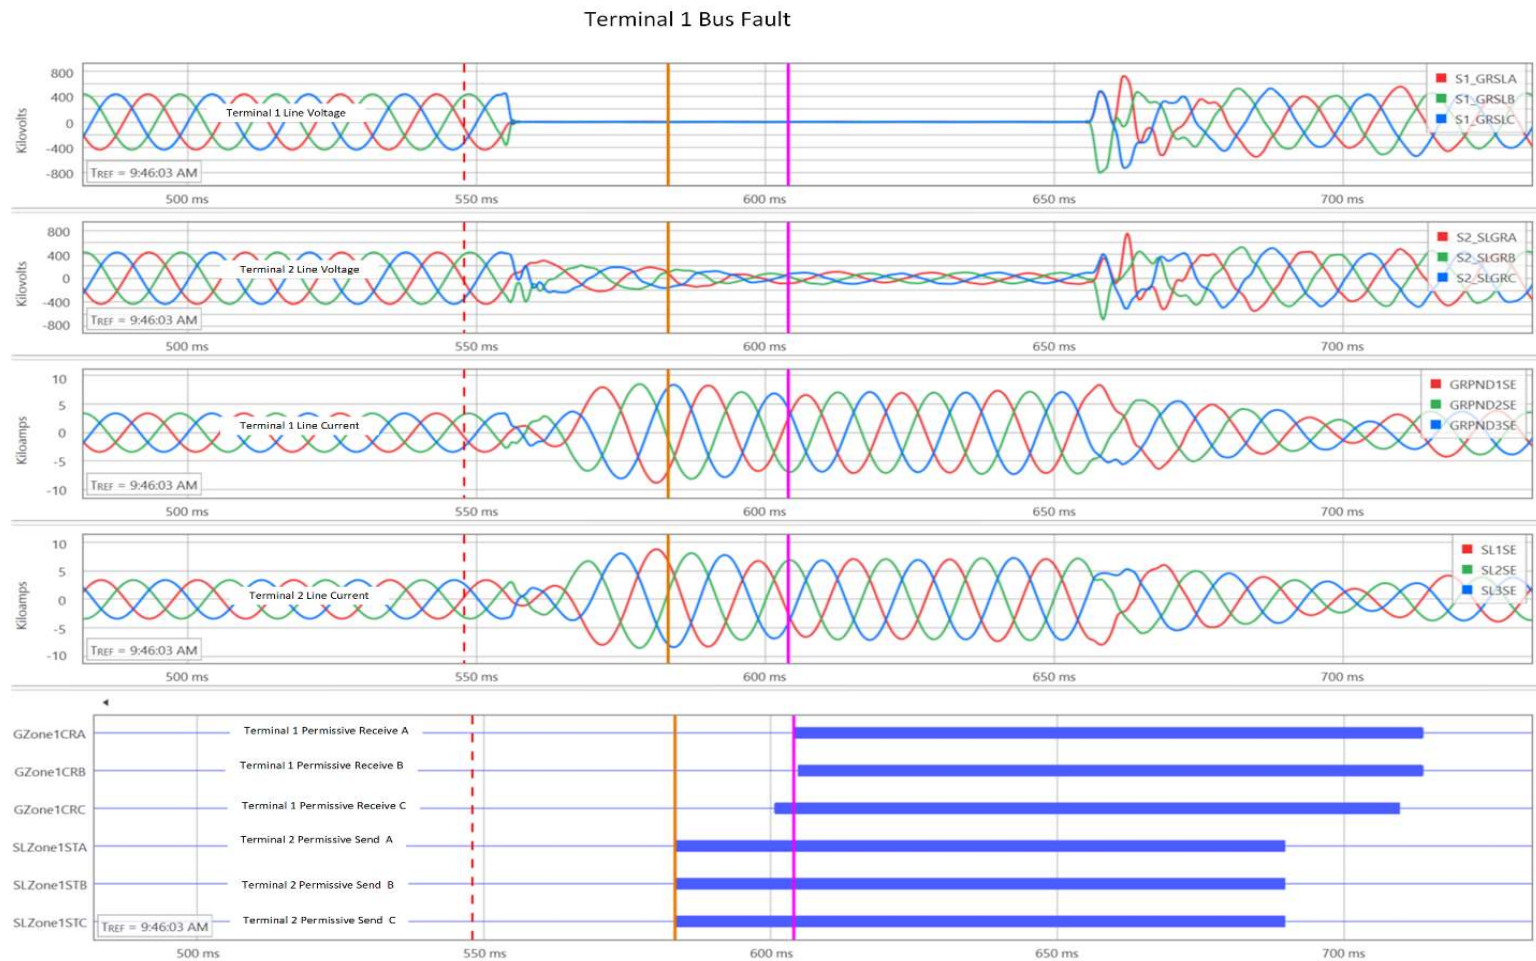 Terminal 1 Bus Fault
Kilovolts
800
400
0
-400
-800
Terminal 1 Line Voltage
TREF = 9:46:03 AM
S1_GRSLA
S1_GRSLB
S1_GRSLC
500 ms
550 ms
600 ms
650 ms
700 ms
Kilovolts
800
400
0
-400
-800
Terminal 2 Line Voltage
TREF = 9:46:03 AM
S2_SLGRA
S2_SLGRB
S2_SLGRC
500 ms
550 ms
600 ms
650 ms
700 ms
Kiloamps
10
5
0
-5
-10
Terminal 1 Line Current
TREF = 9:46:03 AM
GRPND1SE
GRPND2SE
GRPND3SE
500 ms
550 ms
600 ms
650 ms
700 ms
Kiloamps
10
5
0
-5
-10
Terminal 2 Line Current
TREF = 9:46:03 AM
SL1SE
SL2SE
SL3SE
500 ms
550 ms
600 ms
650 ms
700 ms
GZone1CRA Terminal 1 Permissive Receive A
GZone1CRB Terminal 1 Permissive Receive B
GZone1CRC Terminal 1 Permissive Receive C
SLZone1STA Terminal 2 Permissive Send A
SLZone1STB Terminal 2 Permissive Send B
SLZone1STC Terminal 2 Permissive Send C
TREF = 9:46:03 AM
500 ms
550 ms
600 ms
650 ms
700 ms